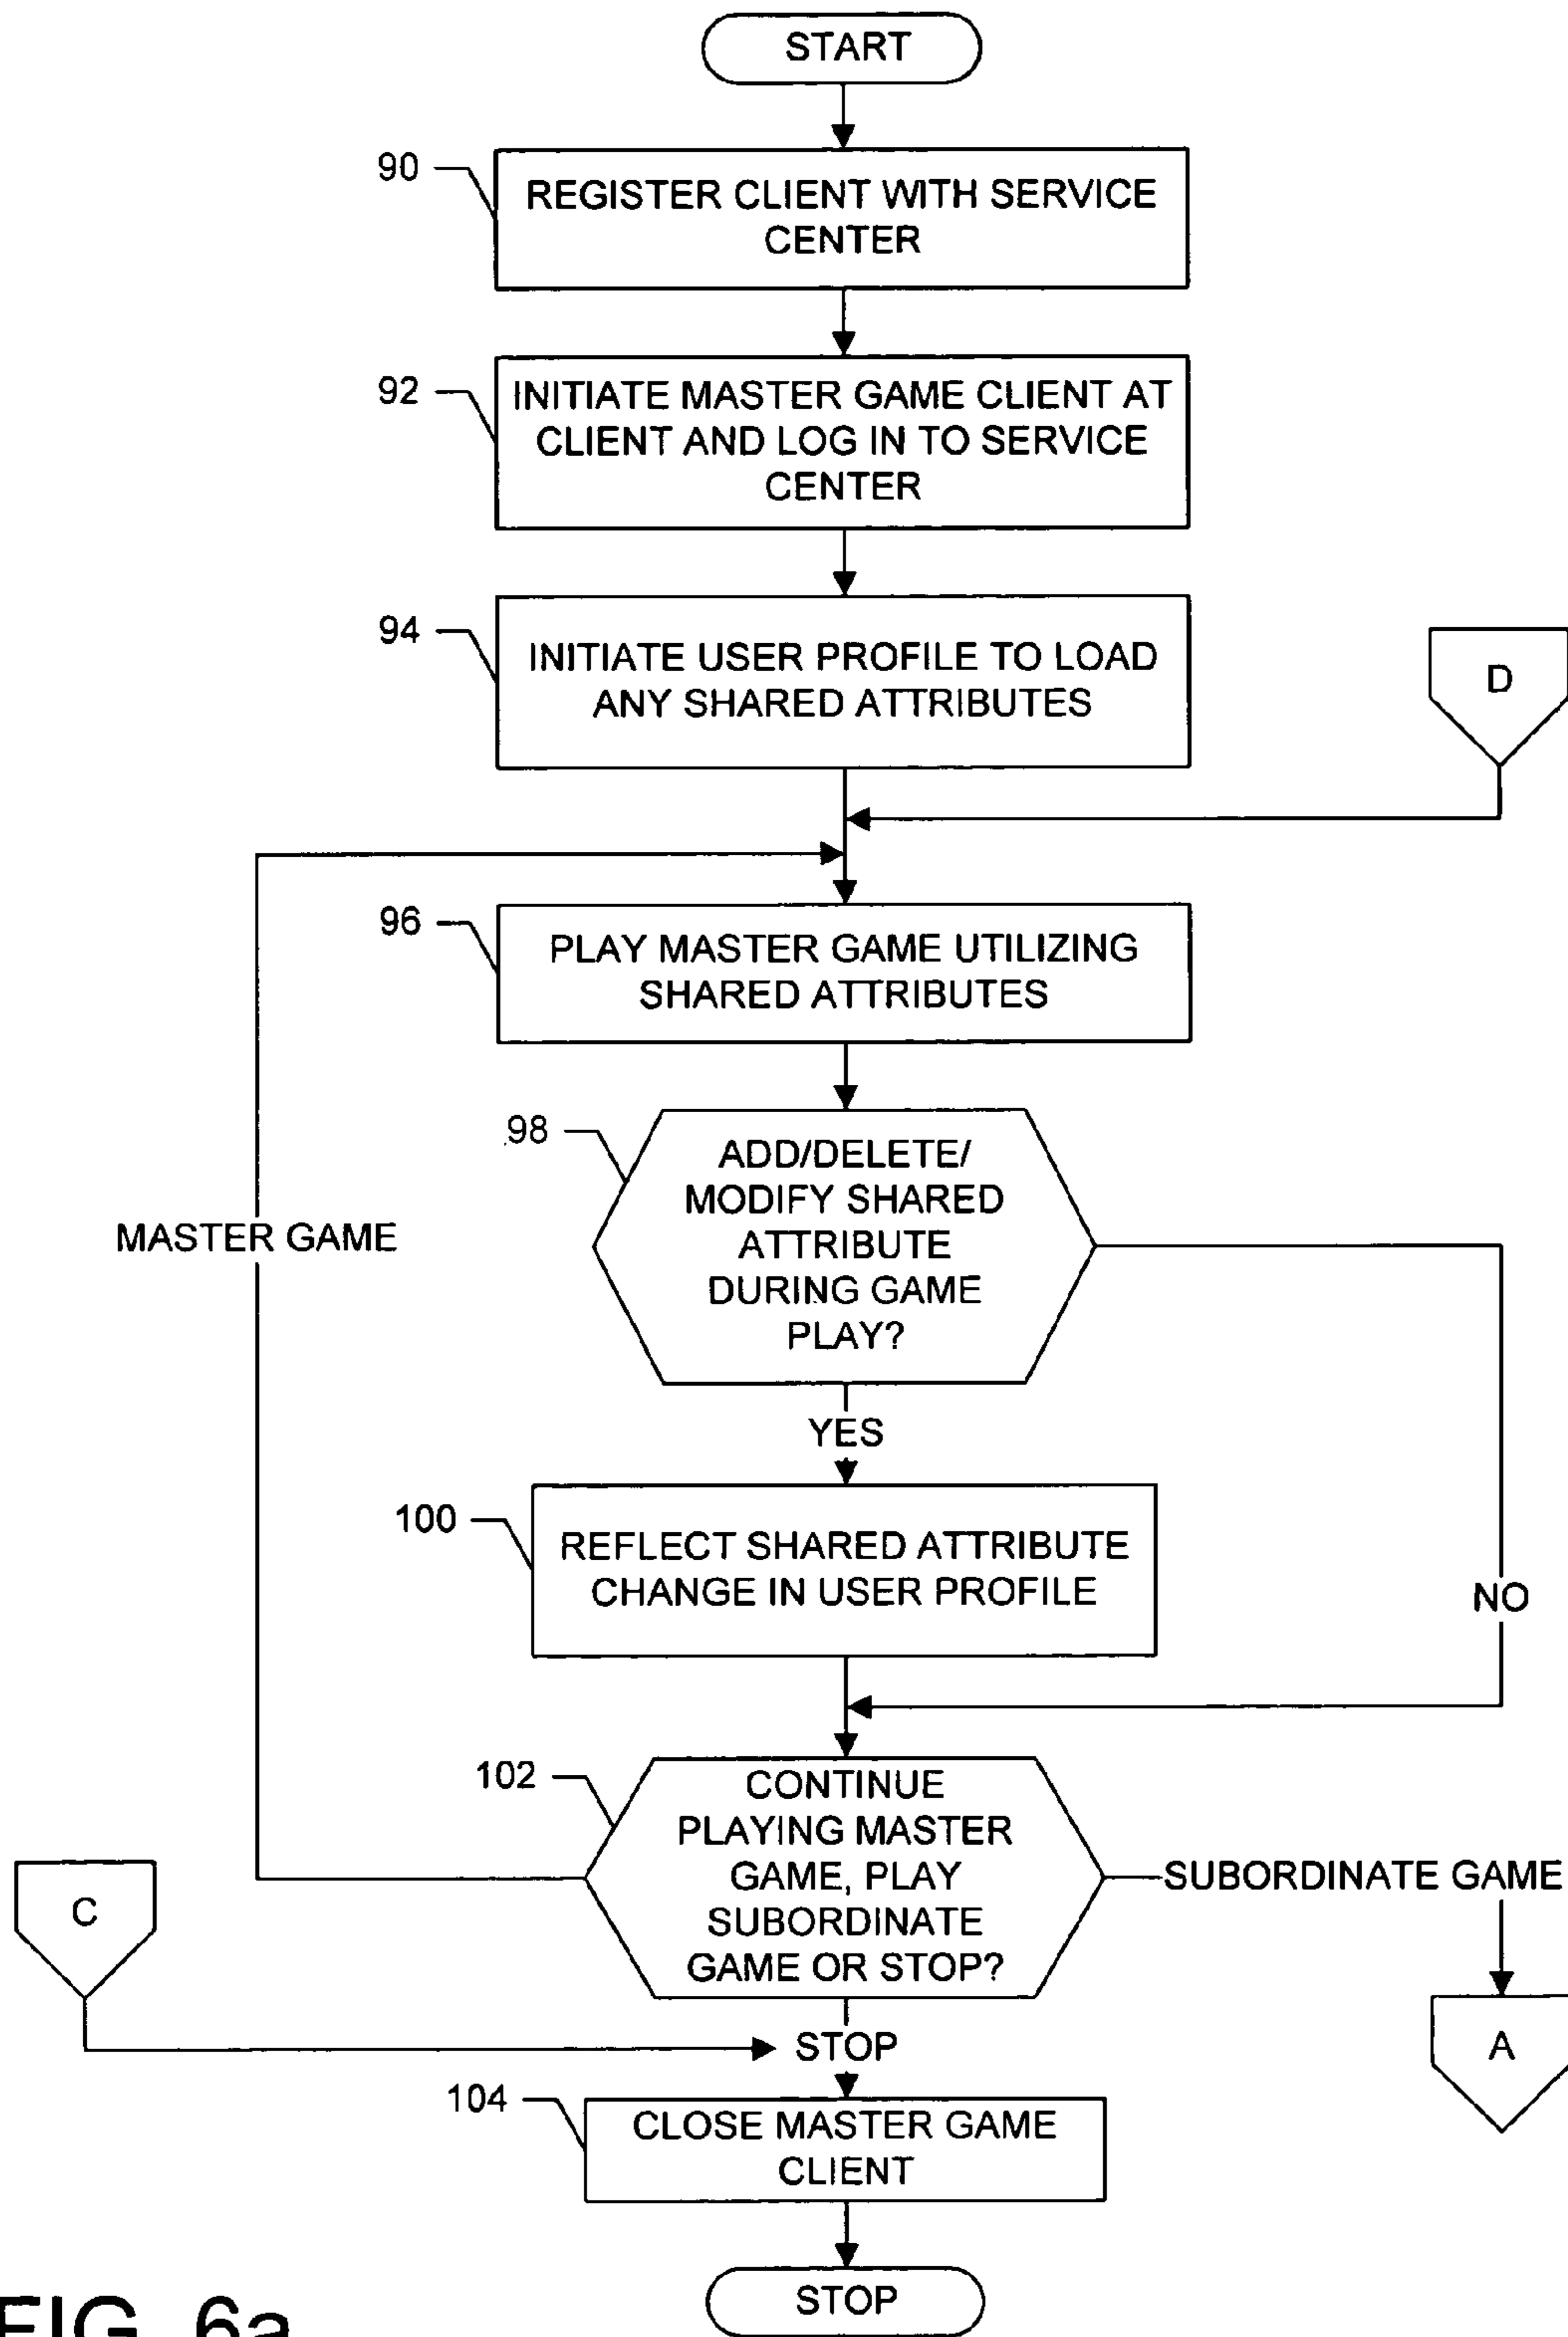 START
90
REGISTER CLIENT WITH SERVICE
CENTER
92
INITIATE MASTER GAME CLIENT AT
CLIENT AND LOG IN TO SERVICE
CENTER
94
INITIATE USER PROFILE TO LOAD
ANY SHARED ATTRIBUTES
D
96
PLAY MASTER GAME UTILIZING
SHARED ATTRIBUTES
98
ADD/DELETE/
MODIFY SHARED
ATTRIBUTE
DURING GAME
PLAY?
MASTER GAME
YES
100
REFLECT SHARED ATTRIBUTE
CHANGE IN USER PROFILE
NO
102
CONTINUE
PLAYING MASTER
GAME, PLAY
SUBORDINATE
GAME OR STOP?
SUBORDINATE GAME
C
A
STOP
104
CLOSE MASTER GAME
CLIENT
STOP
FIG. 6a